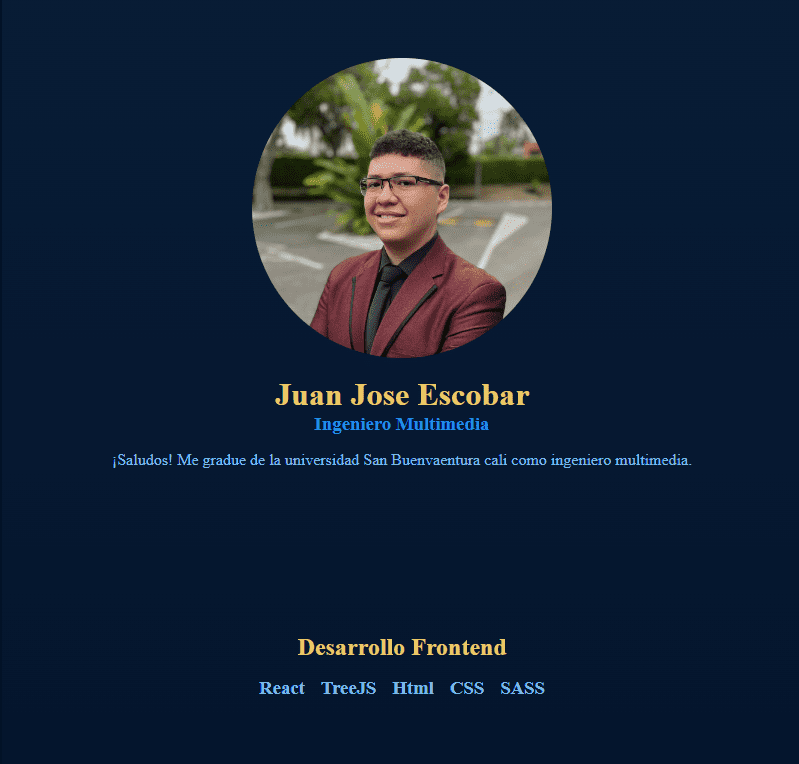 Juan Jose Escobar
Ingeniero Multimedia
¡Saludos! Me gradue de la universidad San Buenvaentura cali como ingeniero multimedia.
Desarrollo Frontend
React TreeJS Html CSS SASS